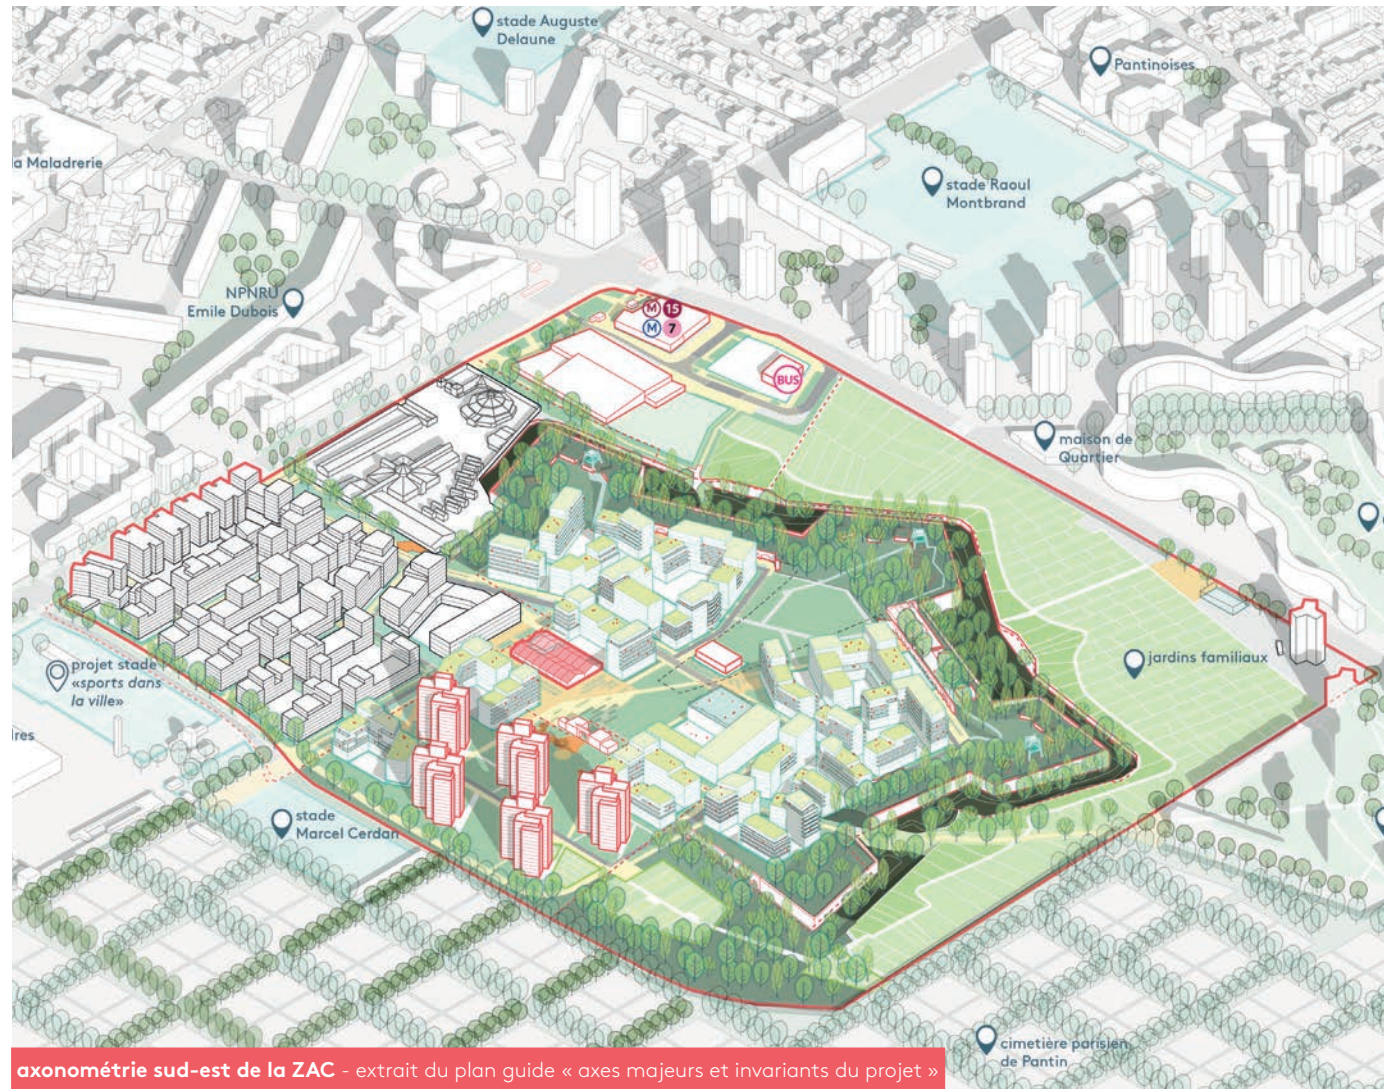 stade Auguste
Delaune
Pantinoises
la Maladrerie
stade Raoul
Montbrand
NPNRU
Emile Dubois
M 15
M 7
BUS
maison de
Quartier
projet stade
«sports dans
la ville»
jardins familiaux
stade
Marcel Cerdan
cimetière parisien
de Pantin
axonométrie sud-est de la ZAC - extrait du plan guide « axes majeurs et invariants du projet »